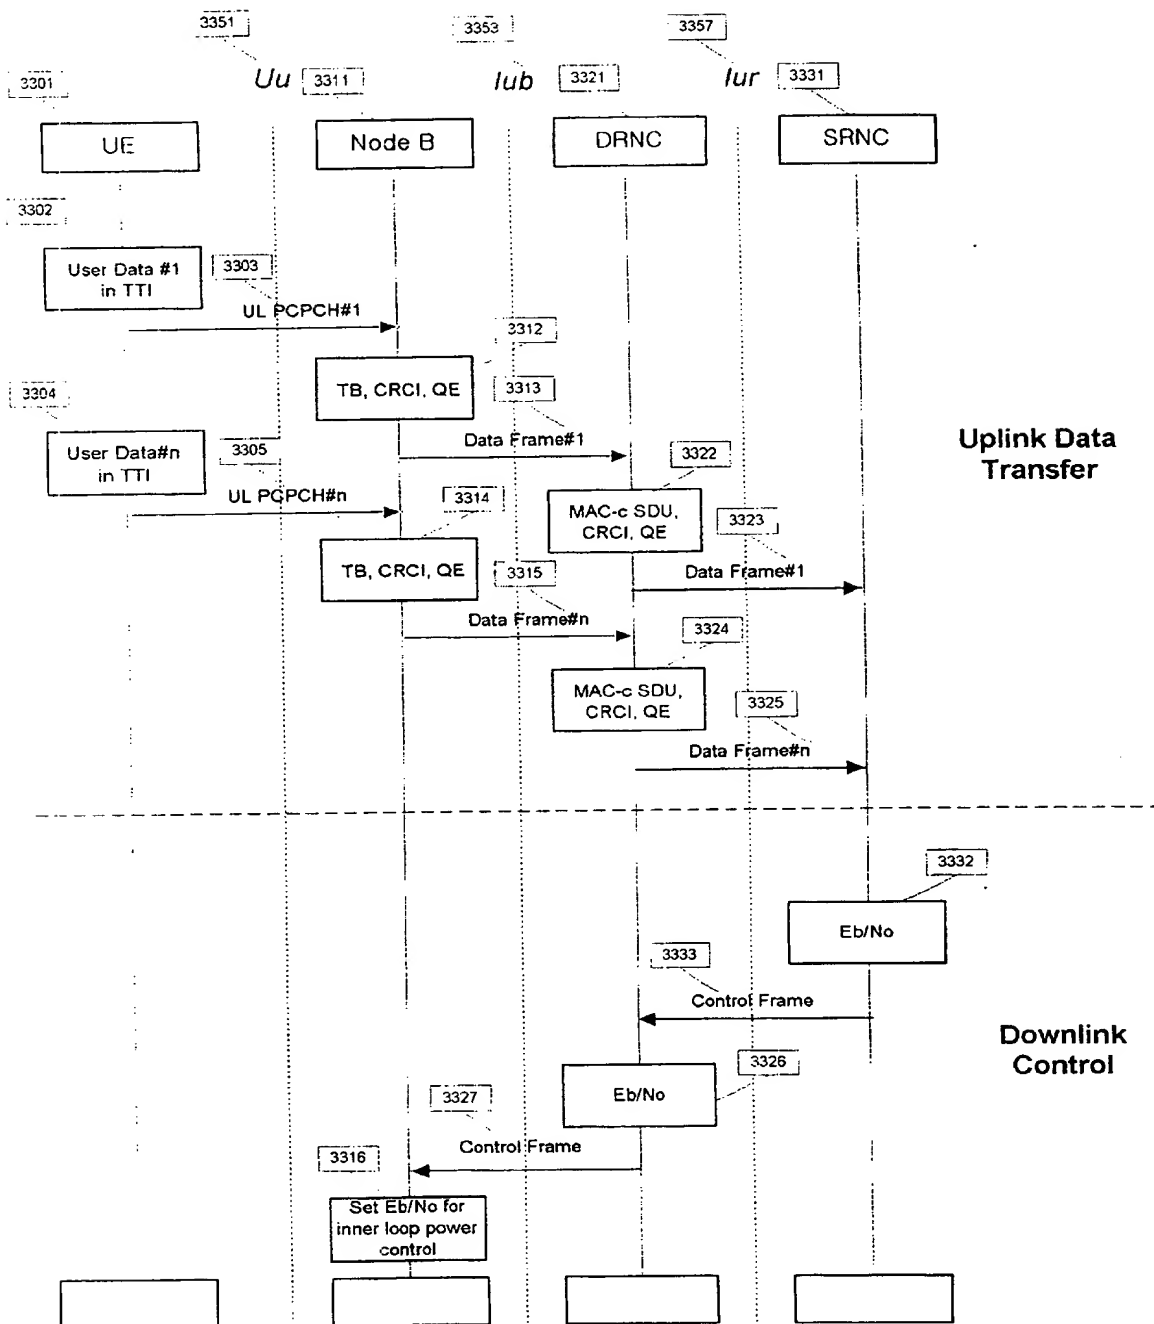 3351
3353
3357
3301
Uu
3311
Iub
3321
Iur
3331
UE
Node B
DRNC
SRNC
3302
User Data #1
in TTI
3303
UL PCPCH#1
3312
TB, CRCI, QE
3313
3304
Data Frame#1
User Data#n
in TTI
3305
3322
Uplink Data
Transfer
UL PCPCH#n
3314
MAC-c SDU,
CRCI, QE
3323
TB, CRCI, QE
3315
Data Frame#1
Data Frame#n
3324
MAC-c SDU,
CRCI, QE
3325
Data Frame#n
3332
Eb/No
3333
Control Frame
Downlink
Control
3326
Eb/No
3327
Control Frame
3316
Set Eb/No for
inner loop power
control